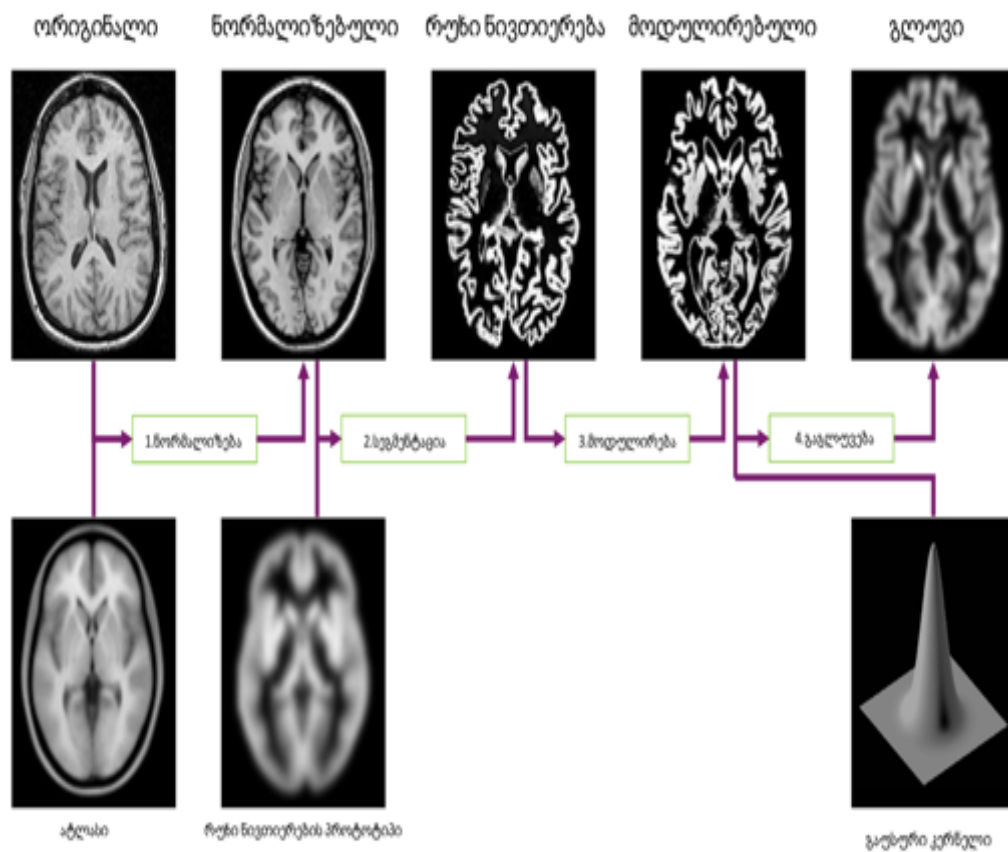 ორიგინალი
ნორმალიზებული
რუხი ნივთიერება
მოდულირებული
გლუვი
1.ნორმალიზება
2.სეგმენტაცია
3.მოდულირება
4.გაგლუვება
ატლასი
რუხი ნივთიერების პროტოტიპი
გაუსური კერნელი